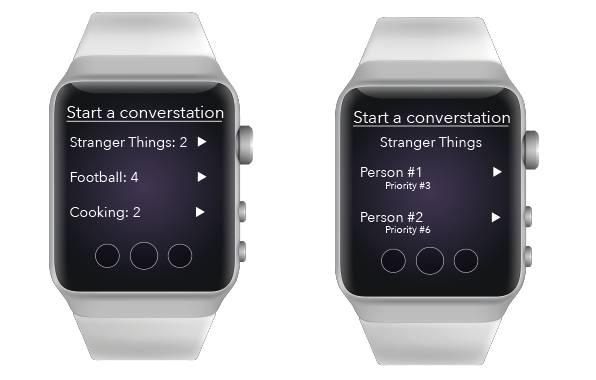 Start a converstation
Stranger Things: 2
Football: 4
Cooking: 2
Start a converstation
Stranger Things
Person #1
Priority #3
Person #2
Priority #6